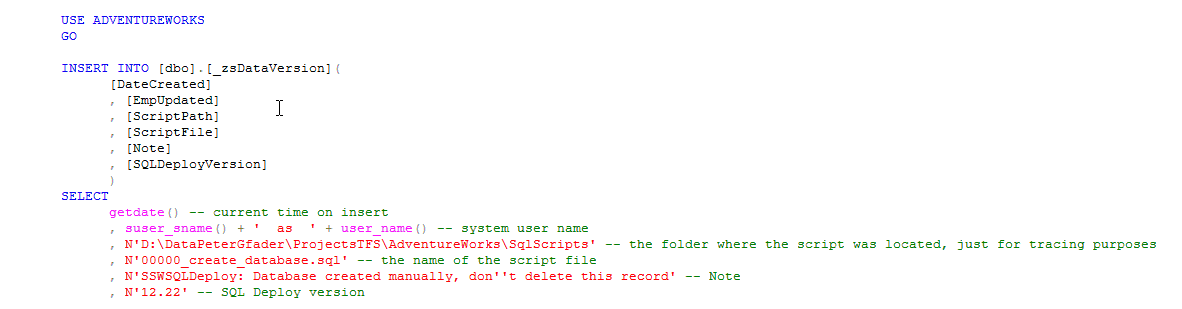 USE ADVENTUREWORKS
GO
INSERT INTO [dbo].[_zsDataVersion](
[DateCreated]
, [EmpUpdated]
, [ScriptPath]
, [ScriptFile]
, [Note]
, [SQLDeployVersion]
)
SELECT
getdate() -- current time on insert
, suser_sname() + '  as  ' + user_name() -- system user name
, N'D:\DataPeterGfader\ProjectsTFS\AdventureWorks\SqlScripts' -- the folder where the script was located, just for tracing purposes
, N'00000_create_database.sql' -- the name of the script file
, N'SSWSQLDeploy: Database created manually, don''t delete this record' -- Note
, N'12.22' -- SQL Deploy version